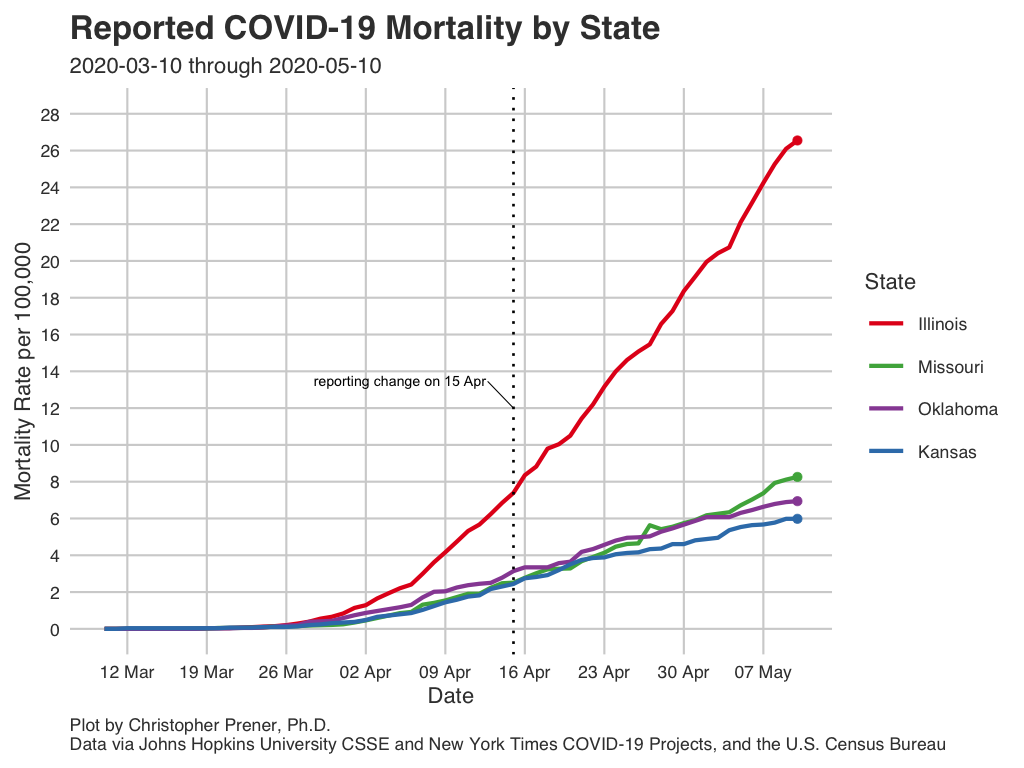 Reported COVID-19 Mortality by State
2020-03-10 through 2020-05-10
Mortality Rate per 100,000
28
26
24
22
20
18
16
14
12
10
8
6
4
2
0
reporting change on 15 Apr
12 Mar
19 Mar
26 Mar
02 Apr
09 Apr
16 Apr
23 Apr
30 Apr
07 May
Date
State
Illinois
Missouri
Oklahoma
Kansas
Plot by Christopher Prener, Ph.D.
Data via Johns Hopkins University CSSE and New York Times COVID-19 Projects, and the U.S. Census Bureau